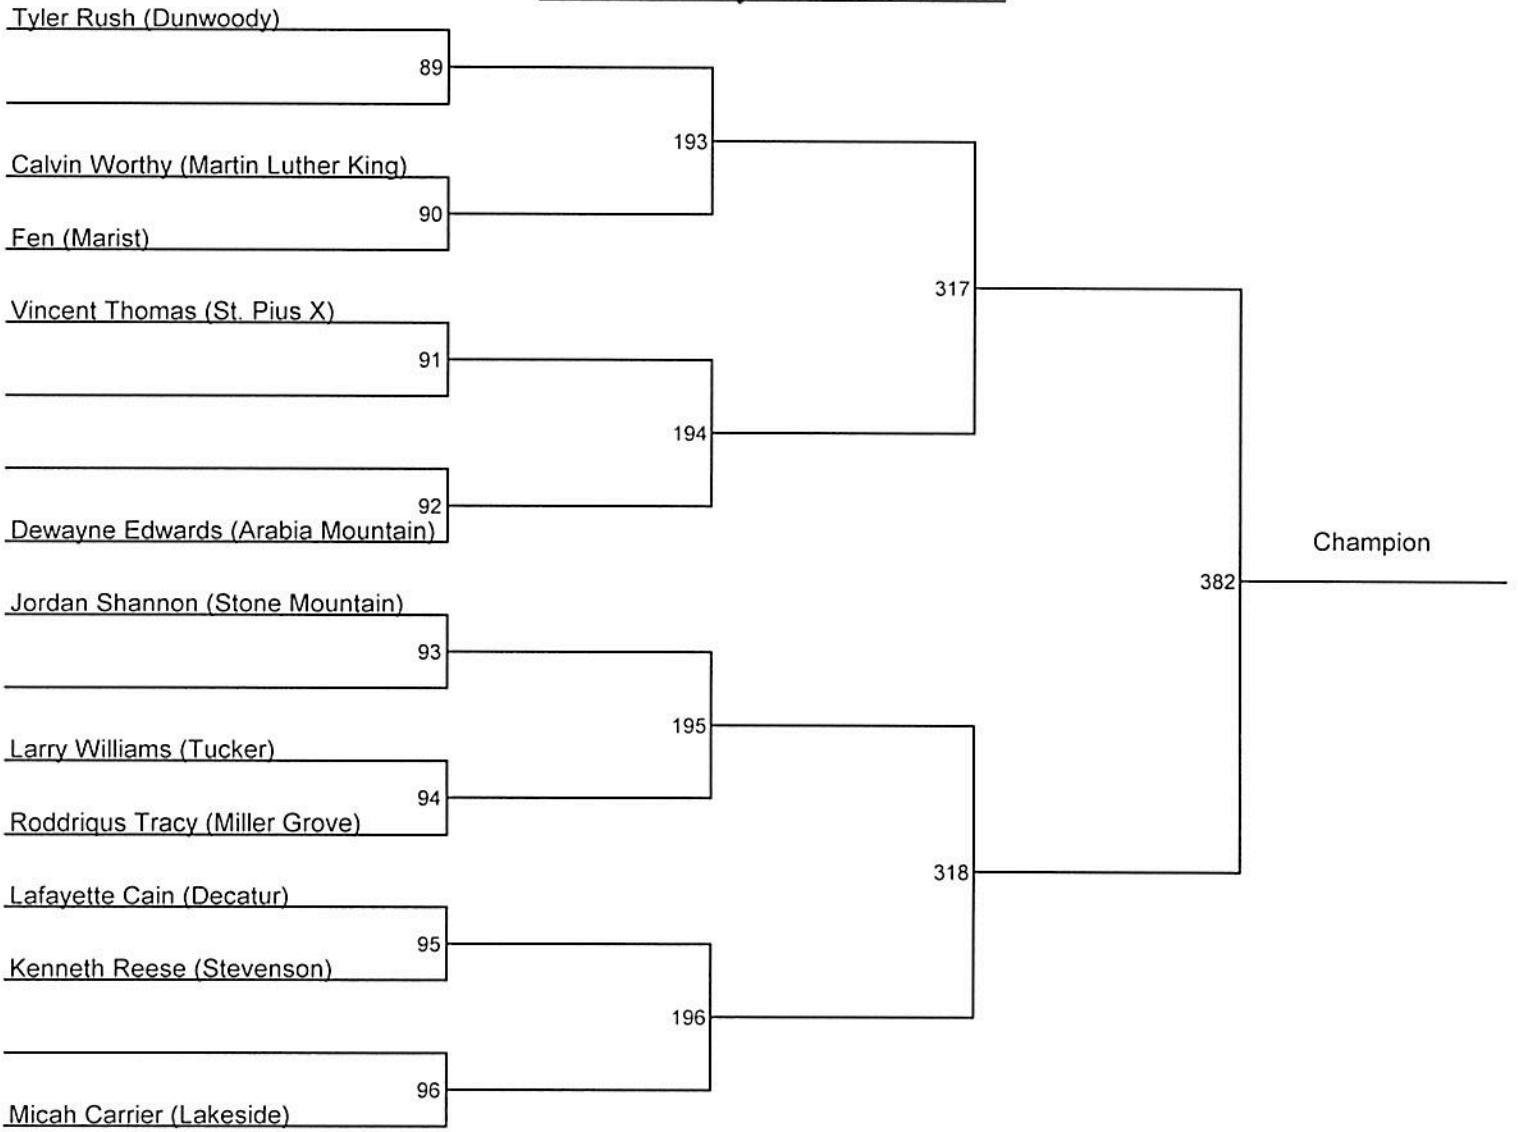 Tyler Rush (Dunwoody)
89
193
Calvin Worthy (Martin Luther King)
90
Fen (Marist)
317
Vincent Thomas (St. Pius X)
91
194
92
Dewayne Edwards (Arabia Mountain)
Champion
382
Jordan Shannon (Stone Mountain)
93
195
Larry Williams (Tucker)
94
Roddriqus Tracy (Miller Grove)
318
Lafayette Cain (Decatur)
95
Kenneth Reese (Stevenson)
196
96
Micah Carrier (Lakeside)